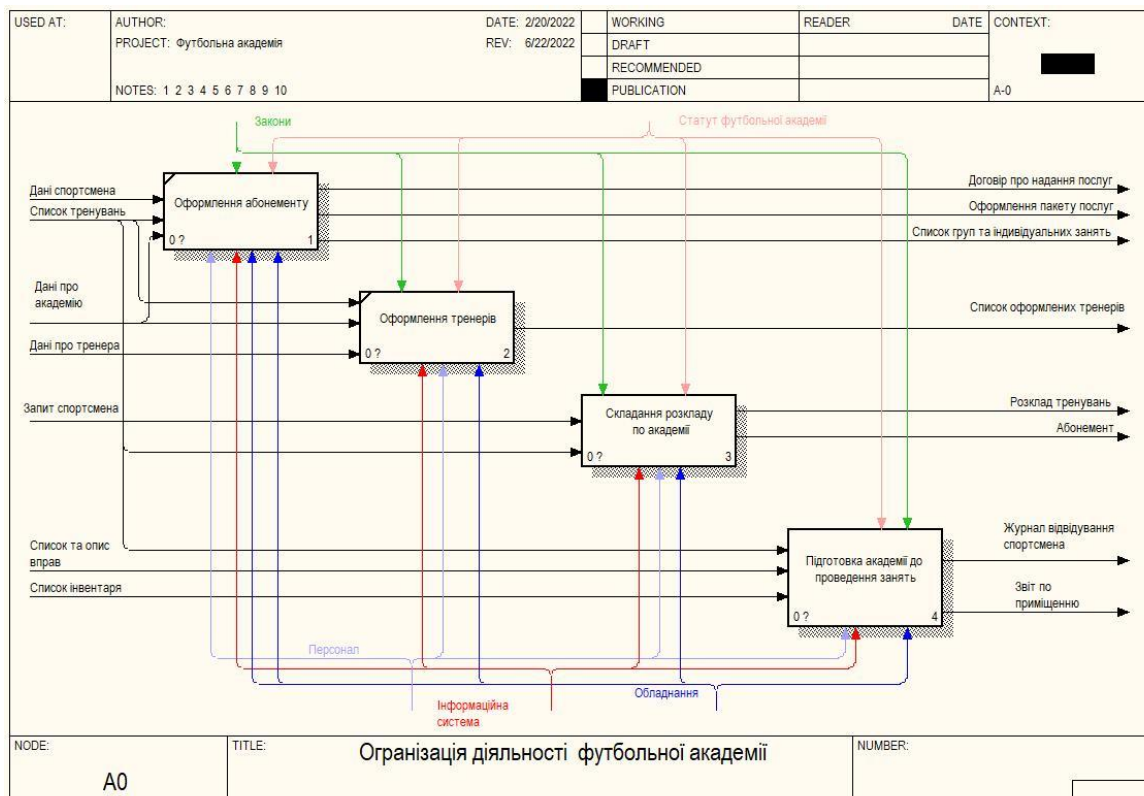 USED AT:
AUTHOR:
DATE: 2/20/2022
WORKING
READER
DATE
CONTEXT:
PROJECT: Футбольна академія
REV: 6/22/2022
DRAFT
RECOMMENDED
NOTES: 1 2 3 4 5 6 7 8 9 10
PUBLICATION
A-0
Закони
Статут футбольної академії
Дані спортсмена
Список тренувань
Оформлення абонементу
0 ?
1
Договір про надання послуг
Оформлення пакету послуг
Список груп та індивідуальних занять
Дані про
академію
Дані про тренера
Оформлення тренерів
0 ?
2
Список оформлених тренерів
Запит спортсмена
Складання розкладу
по академії
0 ?
3
Розклад тренувань
Абонемент
Список та опис
вправ
Список інвентаря
Підготовка академії до
проведення занять
0 ?
4
Журнал відвідування
спортсмена
Звіт по
приміщенню
Персонал
Інформаційна
система
Обладнання
NODE:
A0
TITLE:
Огранізація діяльності футбольної академії
NUMBER: